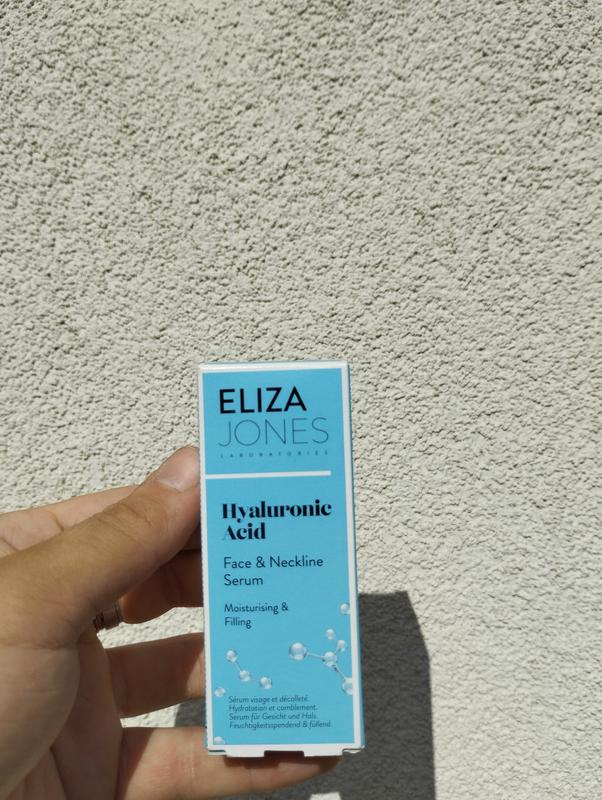 ELIZA
JONES
LABORATORIES
Hyaluronic
Acid
Face & Neckline
Serum
Moisturising &
Filling
Sérum visage et décolleté.
Hydratation et comblement.
Serum für Gesicht und Hals.
Feuchtigkeitsspendend & füllend.